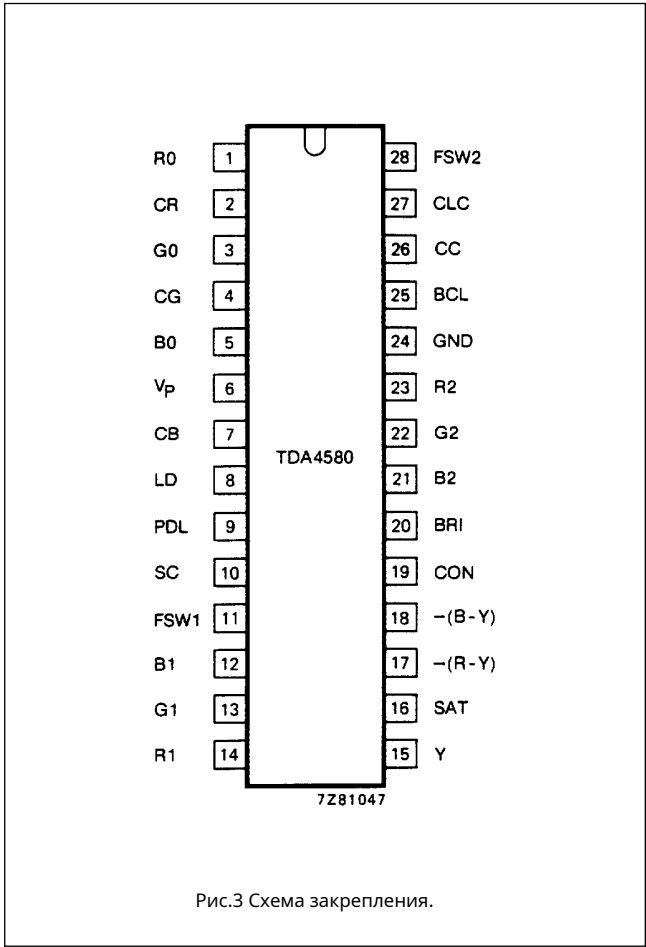 R0 1 28 FSW2
CR 2 27 CLC
G0 3 26 CC
CG 4 25 BCL
B0 5 24 GND
VP 6 23 R2
CB 7 22 G2
TDA4580
LD 8 21 B2
PDL 9 20 BRI
SC 10 19 CON
FSW1 11 18 –(B-Y)
B1 12 17 –(R-Y)
G1 13 16 SAT
R1 14 15 Y
7Z81047
Рис.3 Схема закрепления.